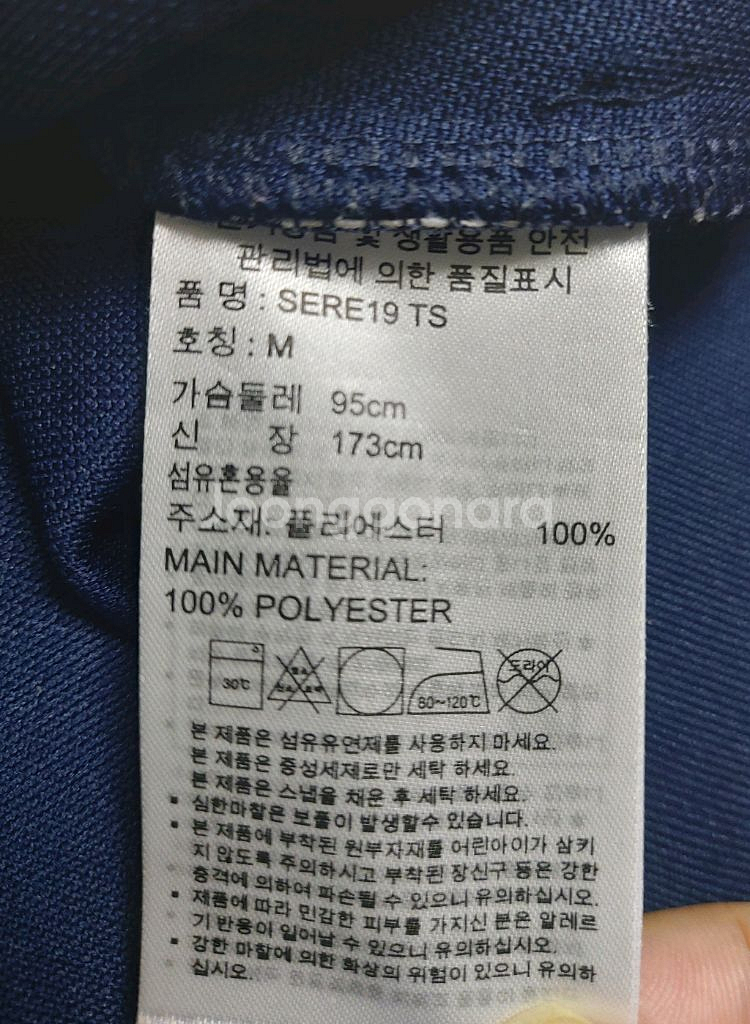 및 생활용품 안전
관리법에 의한 품질표시
품 명 : SERE19 TS
호칭 : M
가슴둘레 95cm
신 장 173cm
섬유혼용율
joonggonara
주소재. 폴리에스터 100%
MAIN MATERIAL:
100% POLYESTER
30℃
80~120℃
드라이
본 제품은 섬유유연제를 사용하지 마세요.
본 제품은 중성세제로만 세탁 하세요.
본 제품은 스냅을 채운 후 세탁 하세요.
▪ 심한마찰은 보풀이 발생할수 있습니다.
▪ 본 제품에 부착된 원부자재를 어린아이가 삼키
지 않도록 주의하시고 부착된 장신구 등은 강한
충격에 의하여 파손될 수 있으니 유의하십시오.
▪ 제품에 따라 민감한 피부를 가지신 분은 알레르
기 반응이 일어날 수 있으니 유의하십시오.
▪ 강한 마찰에 의한 화상의 위험이 있으니 유의하
십시오.